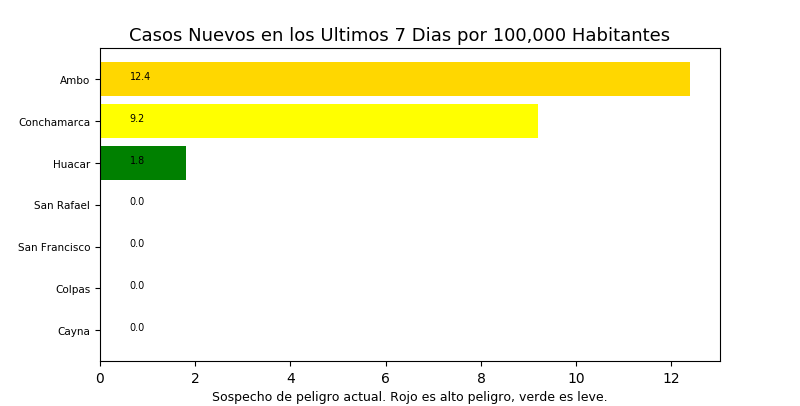 Casos Nuevos en los Ultimos 7 Dias por 100,000 Habitantes
Ambo 12.4
Conchamarca 9.2
Huacar 1.8
San Rafael 0.0
San Francisco 0.0
Colpas 0.0
Cayna 0.0
0 2 4 6 8 10 12
Sospecho de peligro actual. Rojo es alto peligro, verde es leve.